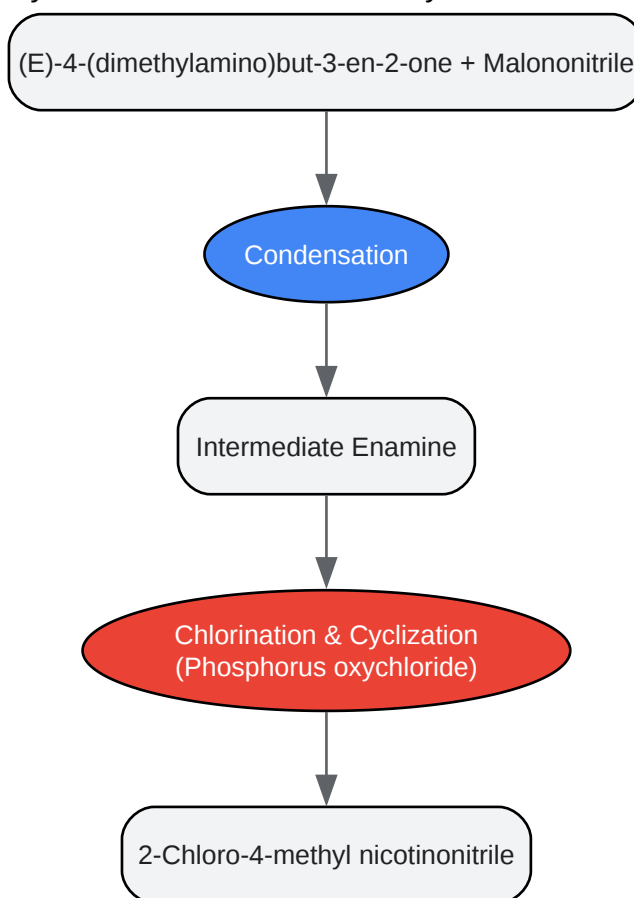 (E)-4-(dimethylamino)but-3-en-2-one + Malononitrile
Condensation
Intermediate Enamine
Chlorination & Cyclization
(Phosphorus oxychloride)
2-Chloro-4-methyl nicotinonitrile